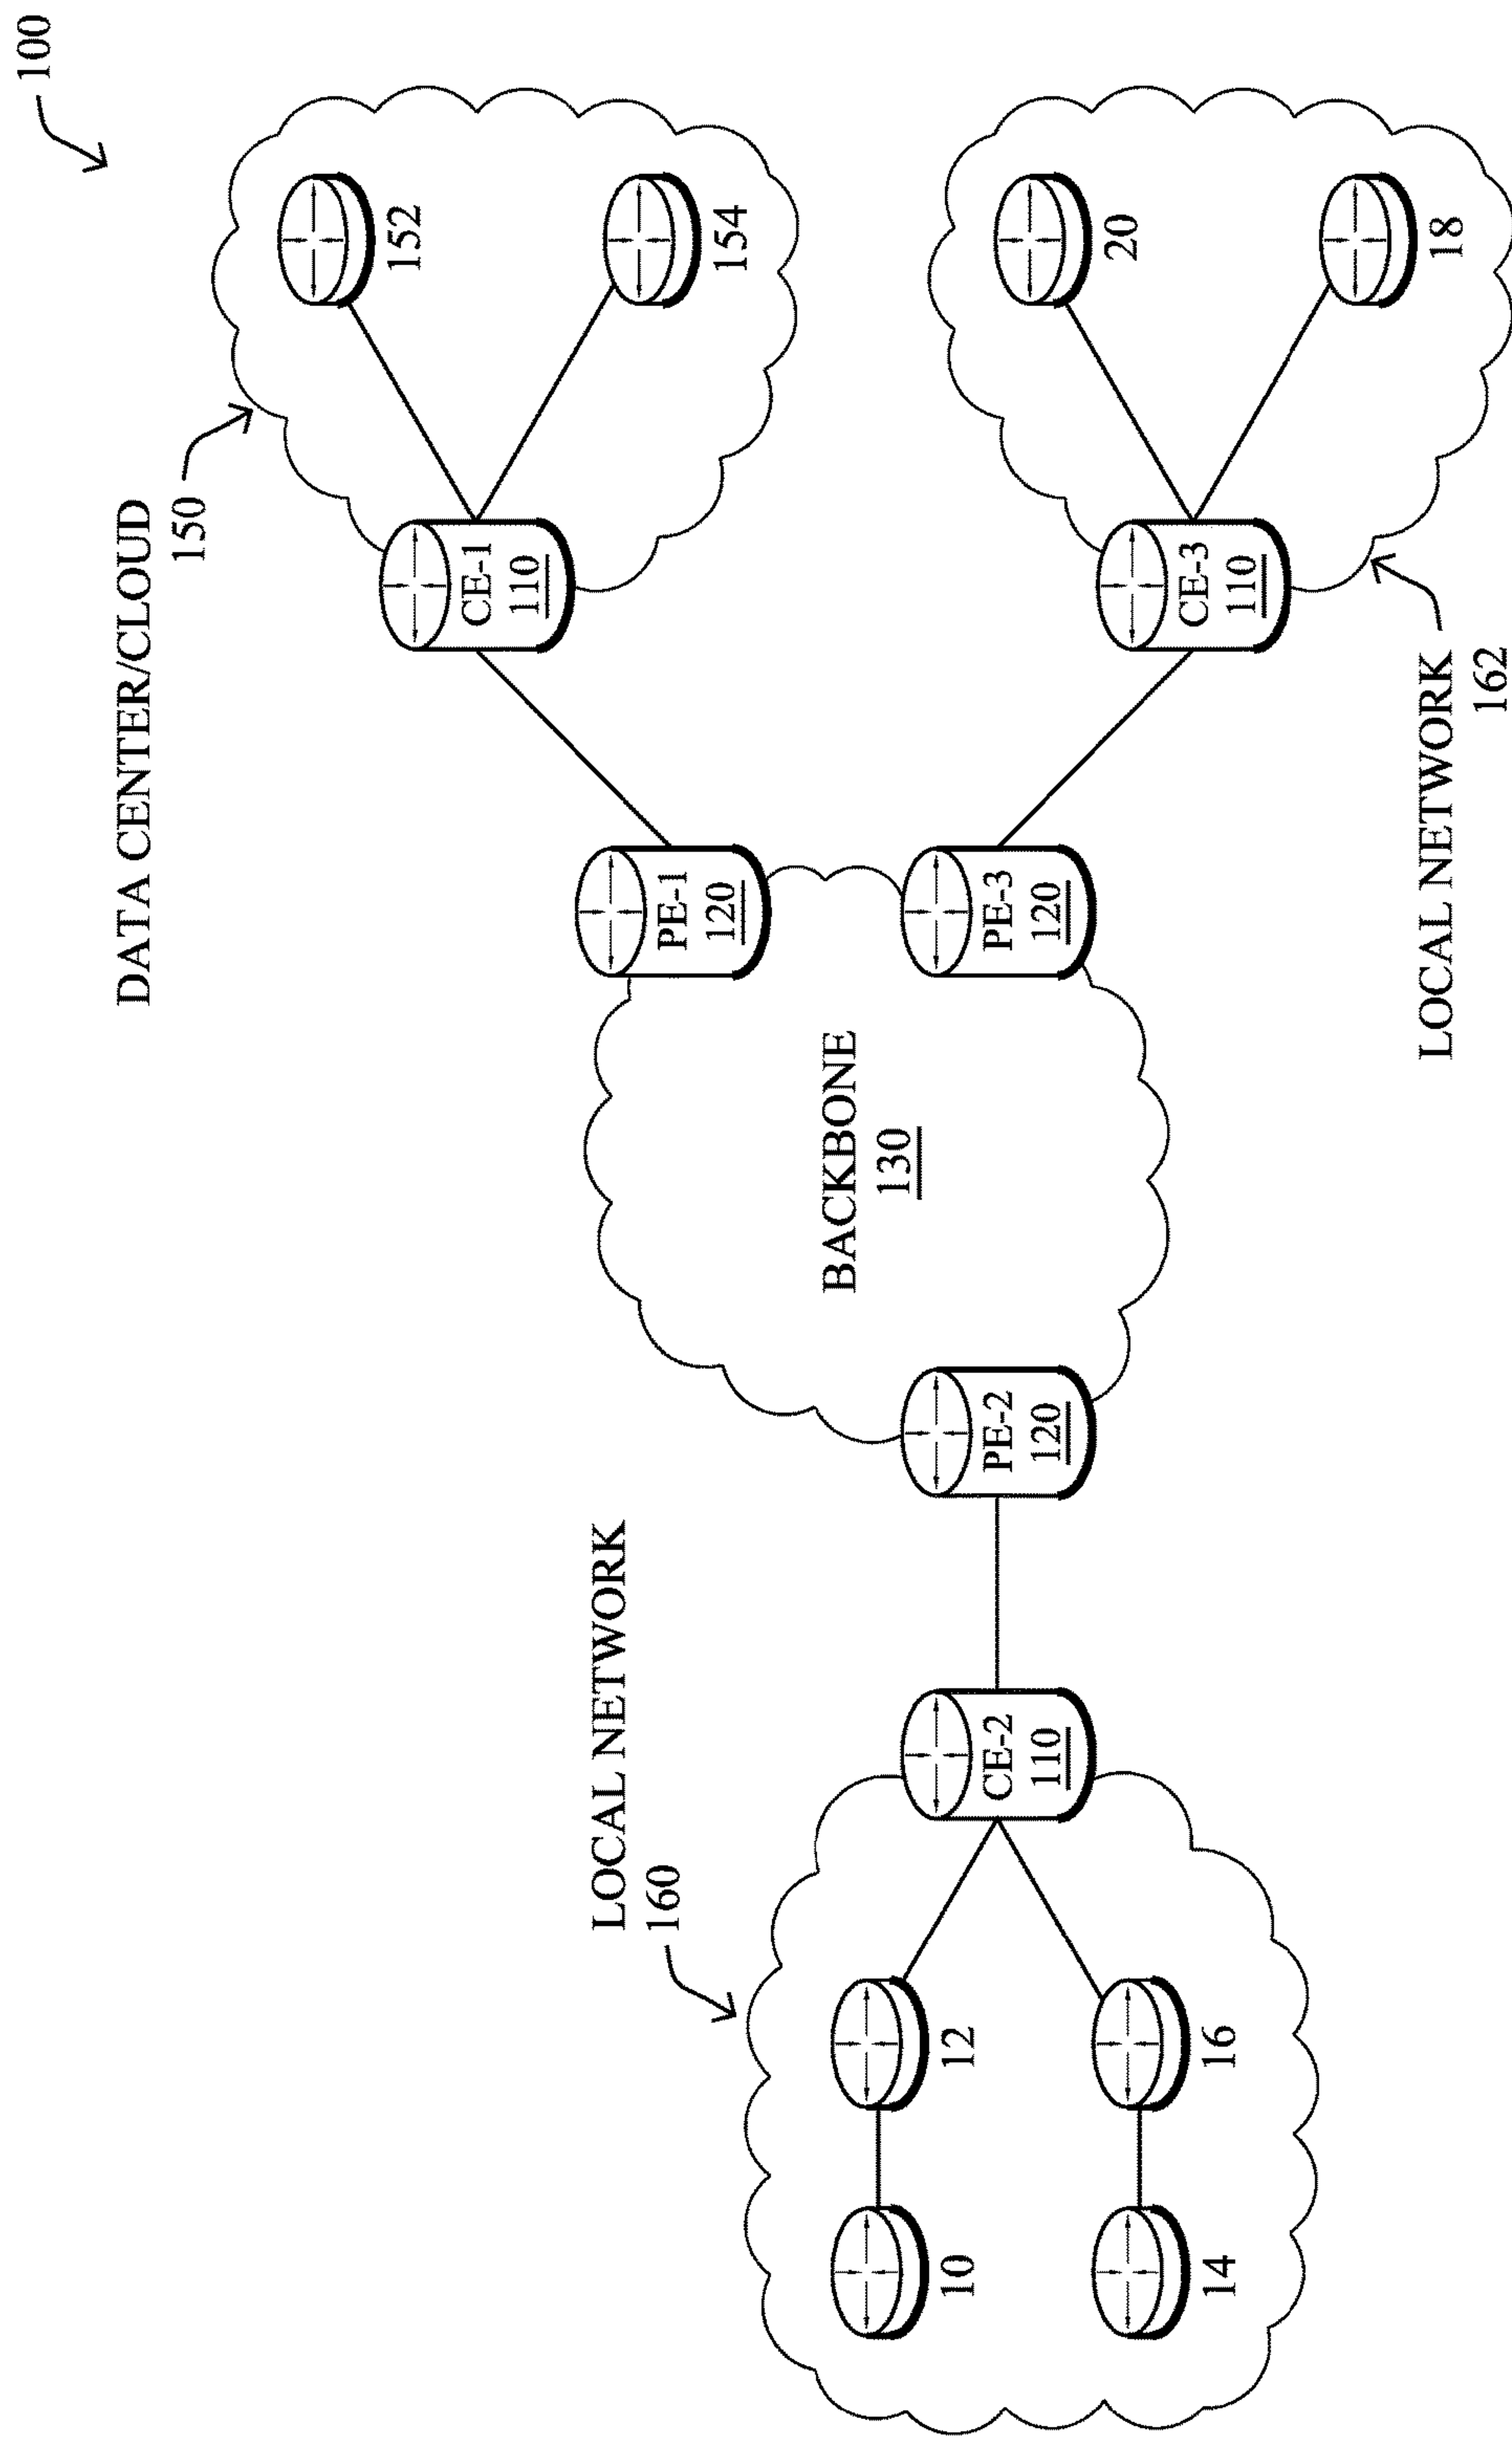 100
DATA CENTER/CLOUD
150
152
154
CE-1
110
PE-1
120
LOCAL NETWORK
160
BACKBONE
130
10
12
CE-2
110
PE-2
120
PE-3
120
14
16
CE-3
110
20
18
LOCAL NETWORK
162